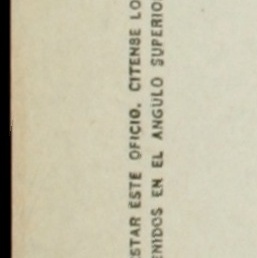 STAR ESTE OFICIO, CITENSE LO
ENIDOS EN EL ANGULO SUPERIO